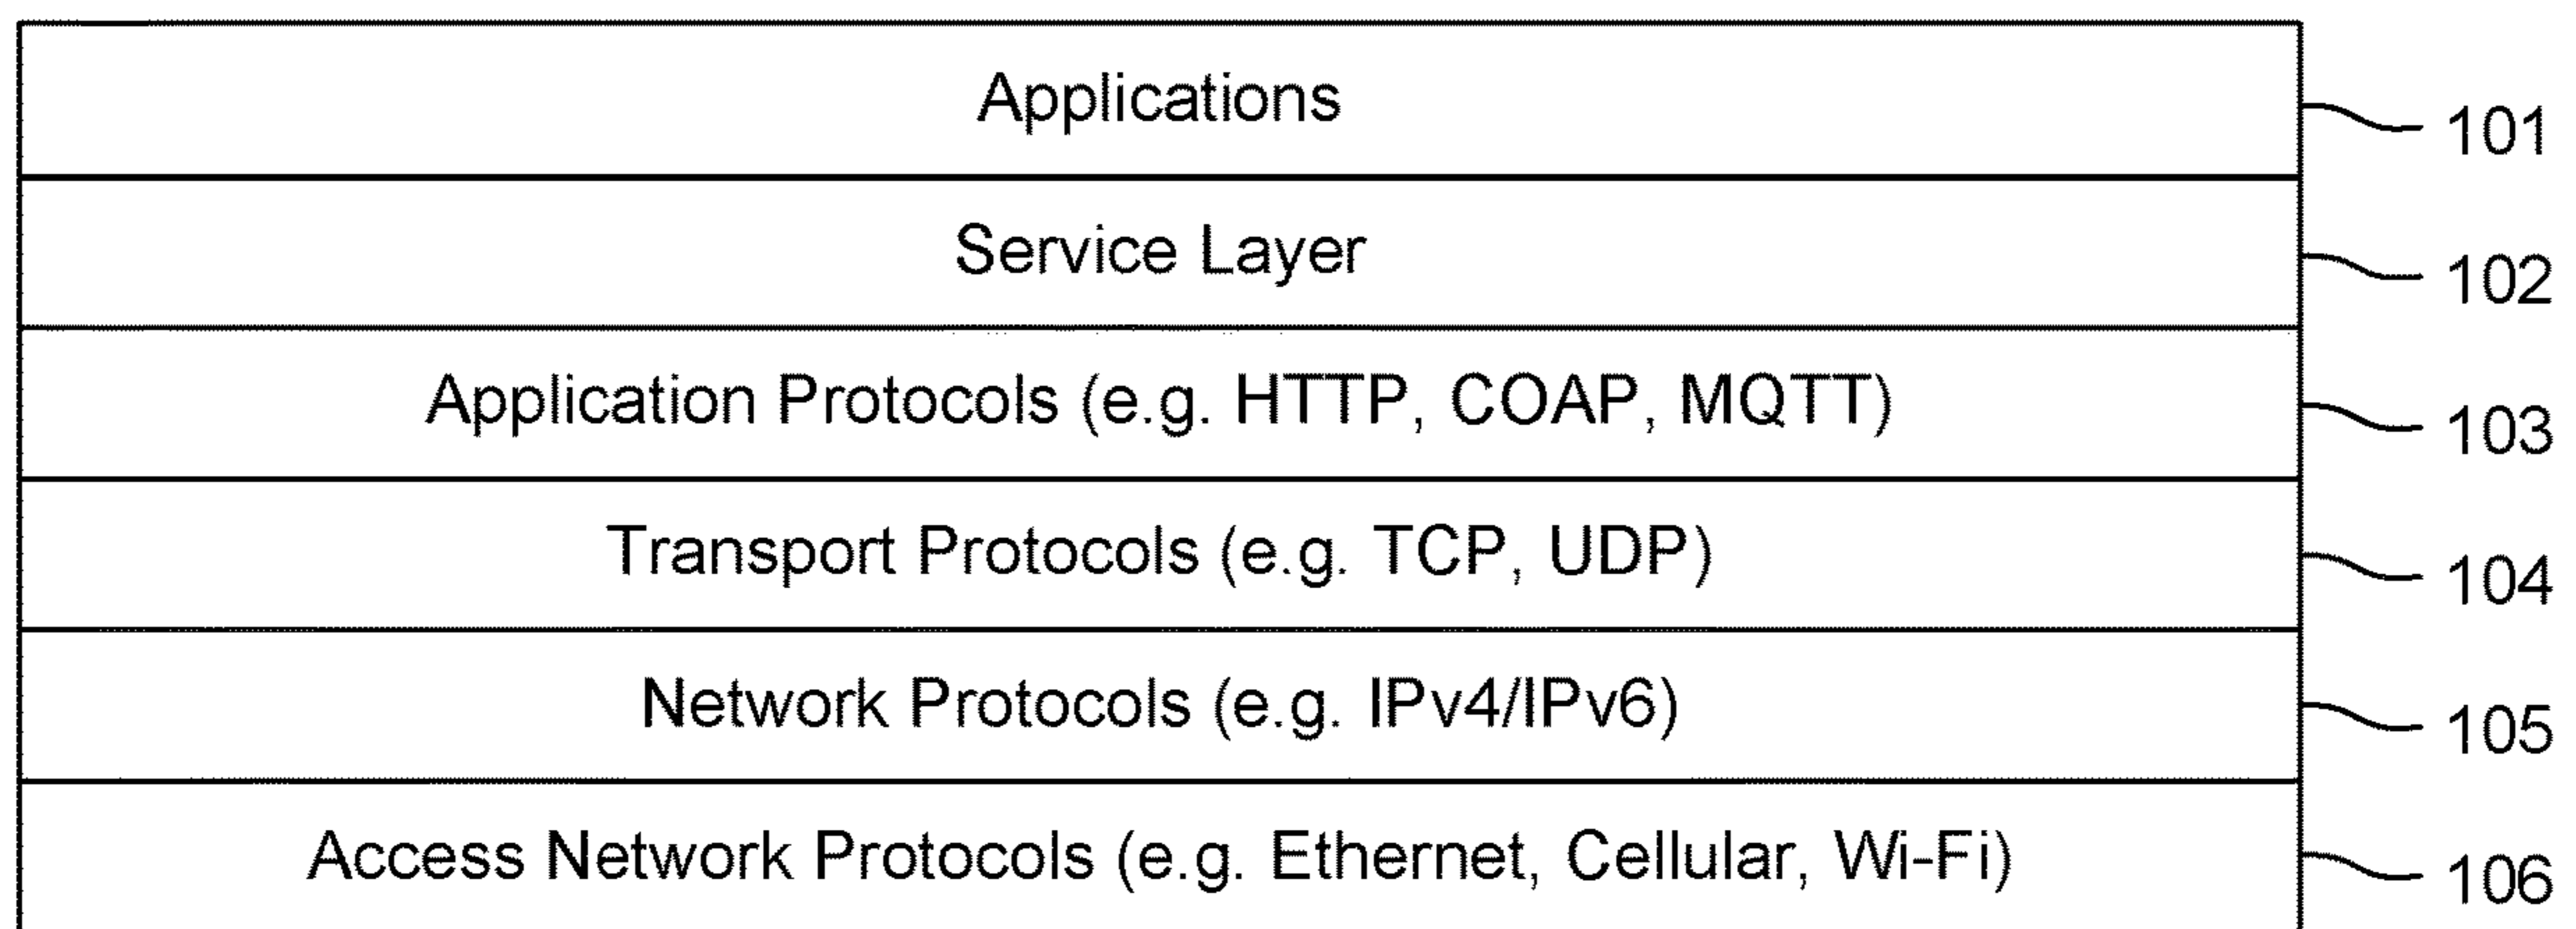 Applications
101
Service Layer
102
Application Protocols (e.g. HTTP, COAP, MQTT)
103
Transport Protocols (e.g. TCP, UDP)
104
Network Protocols (e.g. IPv4/IPv6)
105
Access Network Protocols (e.g. Ethernet, Cellular, Wi-Fi)
106